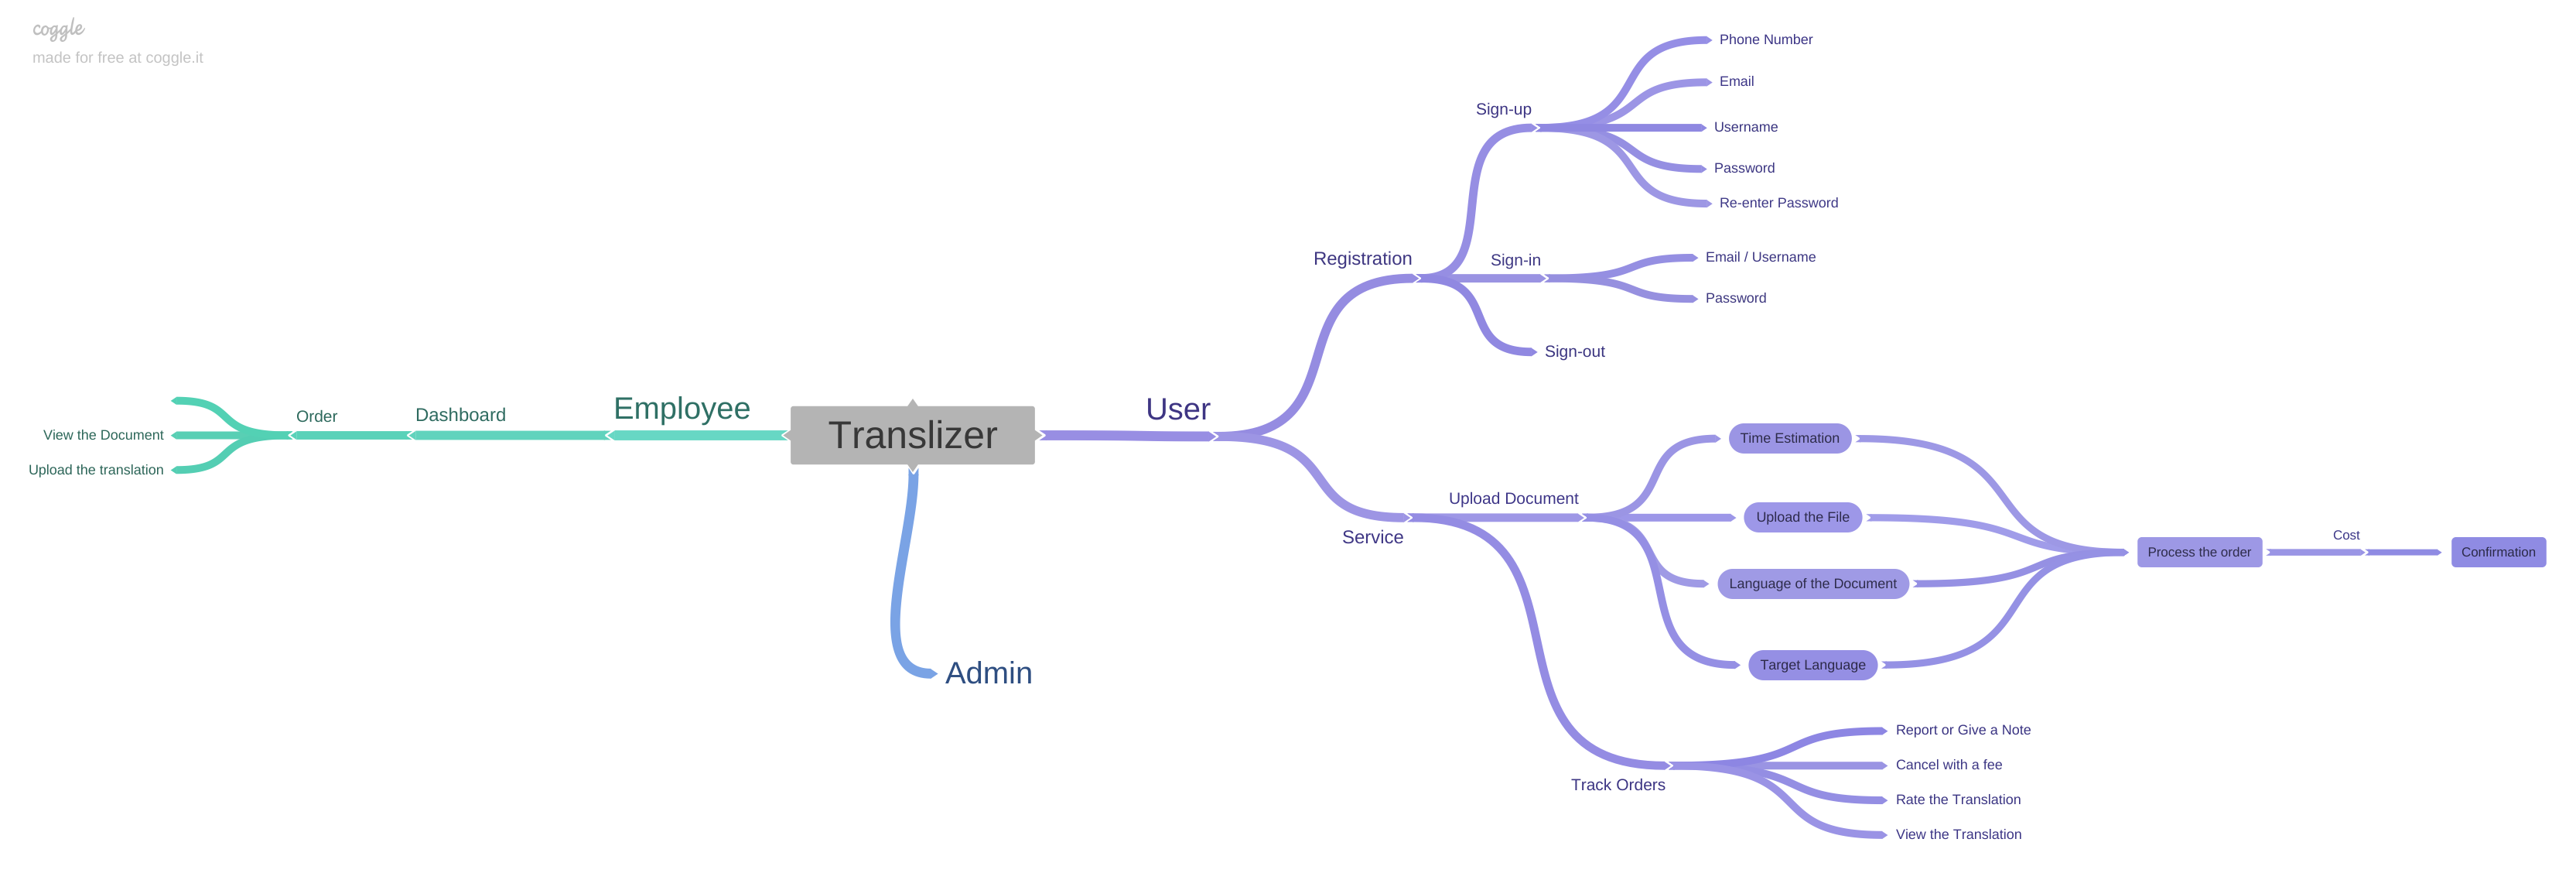 coggle
made for free at coggle.it
Translizer
User
Registration
Sign-up
Phone Number
Email
Username
Password
Re-enter Password
Sign-in
Email / Username
Password
Sign-out
Service
Upload Document
Time Estimation
Upload the File
Language of the Document
Target Language
Process the order
Cost
Confirmation
Track Orders
Report or Give a Note
Cancel with a fee
Rate the Translation
View the Translation
Admin
Employee
Dashboard
Order
View the Document
Upload the translation